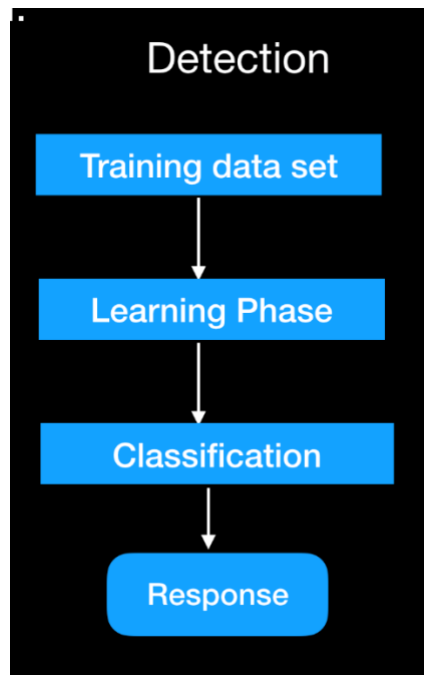 Detection
Training data set
Learning Phase
Classification
Response